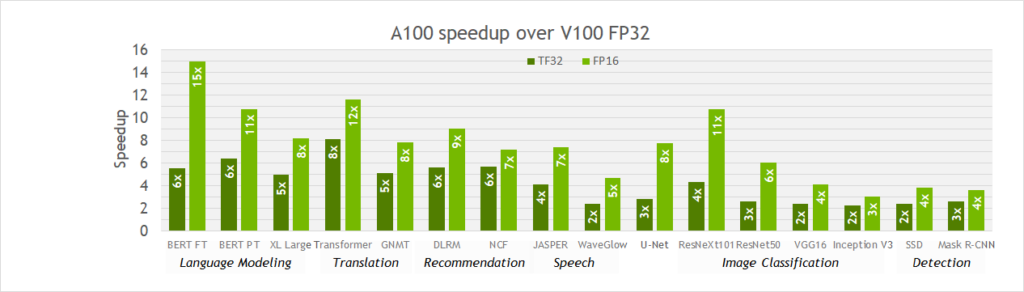 A100 speedup over V100 FP32
TF32 FP16
Speedup
16
14
12
10
8
6
4
2
0
6x 15x 6x 11x 5x 8x 8x 12x 5x 8x 6x 9x 6x 7x 4x 7x 2x 5x 3x 8x 4x 11x 3x 6x 2x 4x 2x 3x 2x 4x 3x 4x
BERT FT BERT PT XL Large Transformer GNMT DLRM NCF JASPER WaveGlow U-Net ResNeXt101 ResNet50 VGG16 Inception V3 SSD Mask R-CNN
Language Modeling Translation Recommendation Speech Image Classification Detection